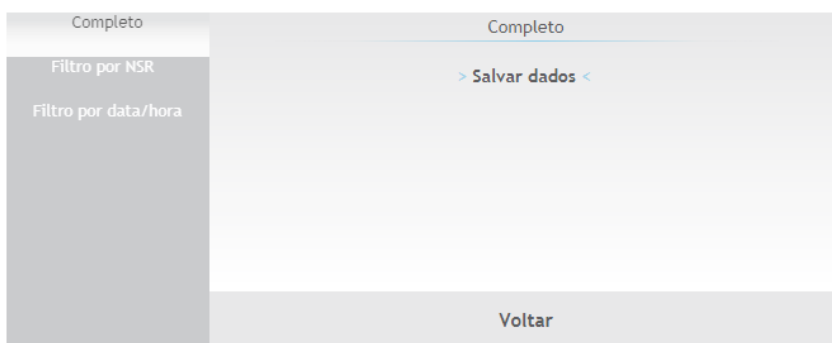 Completo
Filtro por NSR
Filtro por data/hora
Completo
> Salvar dados <
Voltar